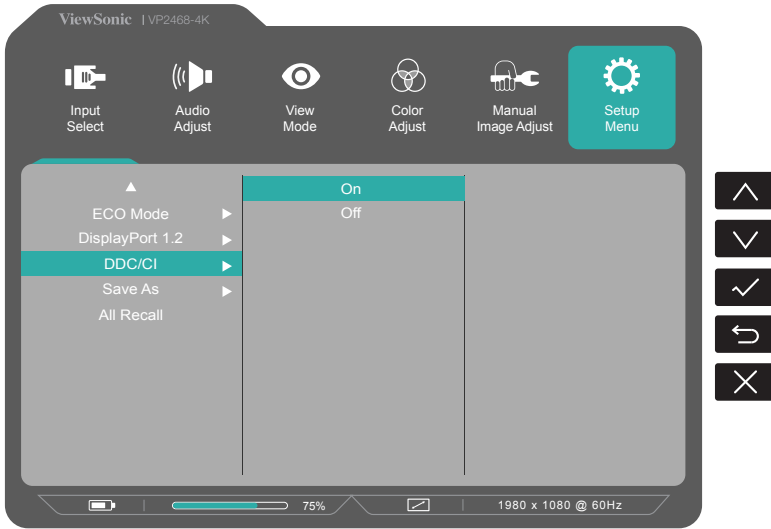 ViewSonic | VP2468-4K
Input
Select
Audio
Adjust
View
Mode
Color
Adjust
Manual
Image Adjust
Setup
Menu
ECO Mode
DisplayPort 1.2
DDC/CI
Save As
All Recall
On
Off
75%
1980 x 1080 @ 60Hz